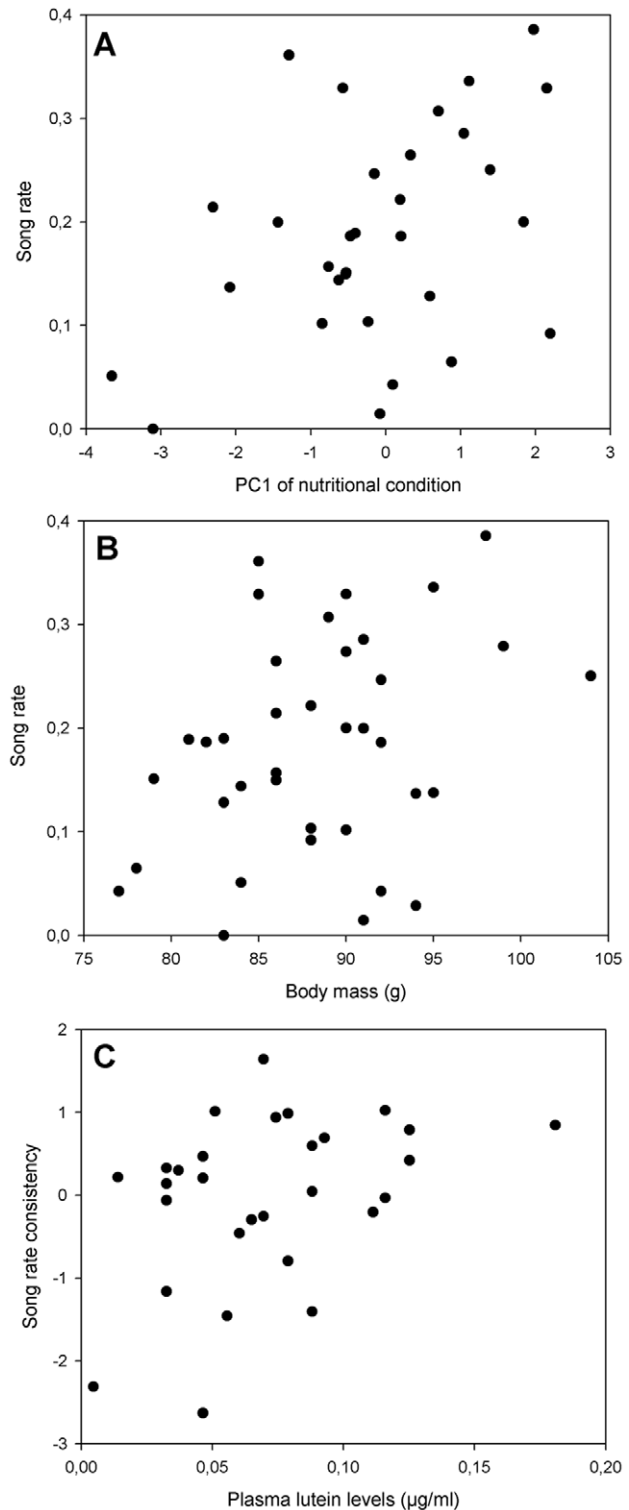 A
0,4
0,3
0,2
0,1
0,0
Song rate
-4 -3 -2 -1 0 1 2 3
PC1 of nutritional condition
B
0,4
0,3
0,2
0,1
0,0
Song rate
75 80 85 90 95 100 105
Body mass (g)
C
2
1
0
-1
-2
-3
Song rate consistency
0,00 0,05 0,10 0,15 0,20
Plasma lutein levels (µg/ml)